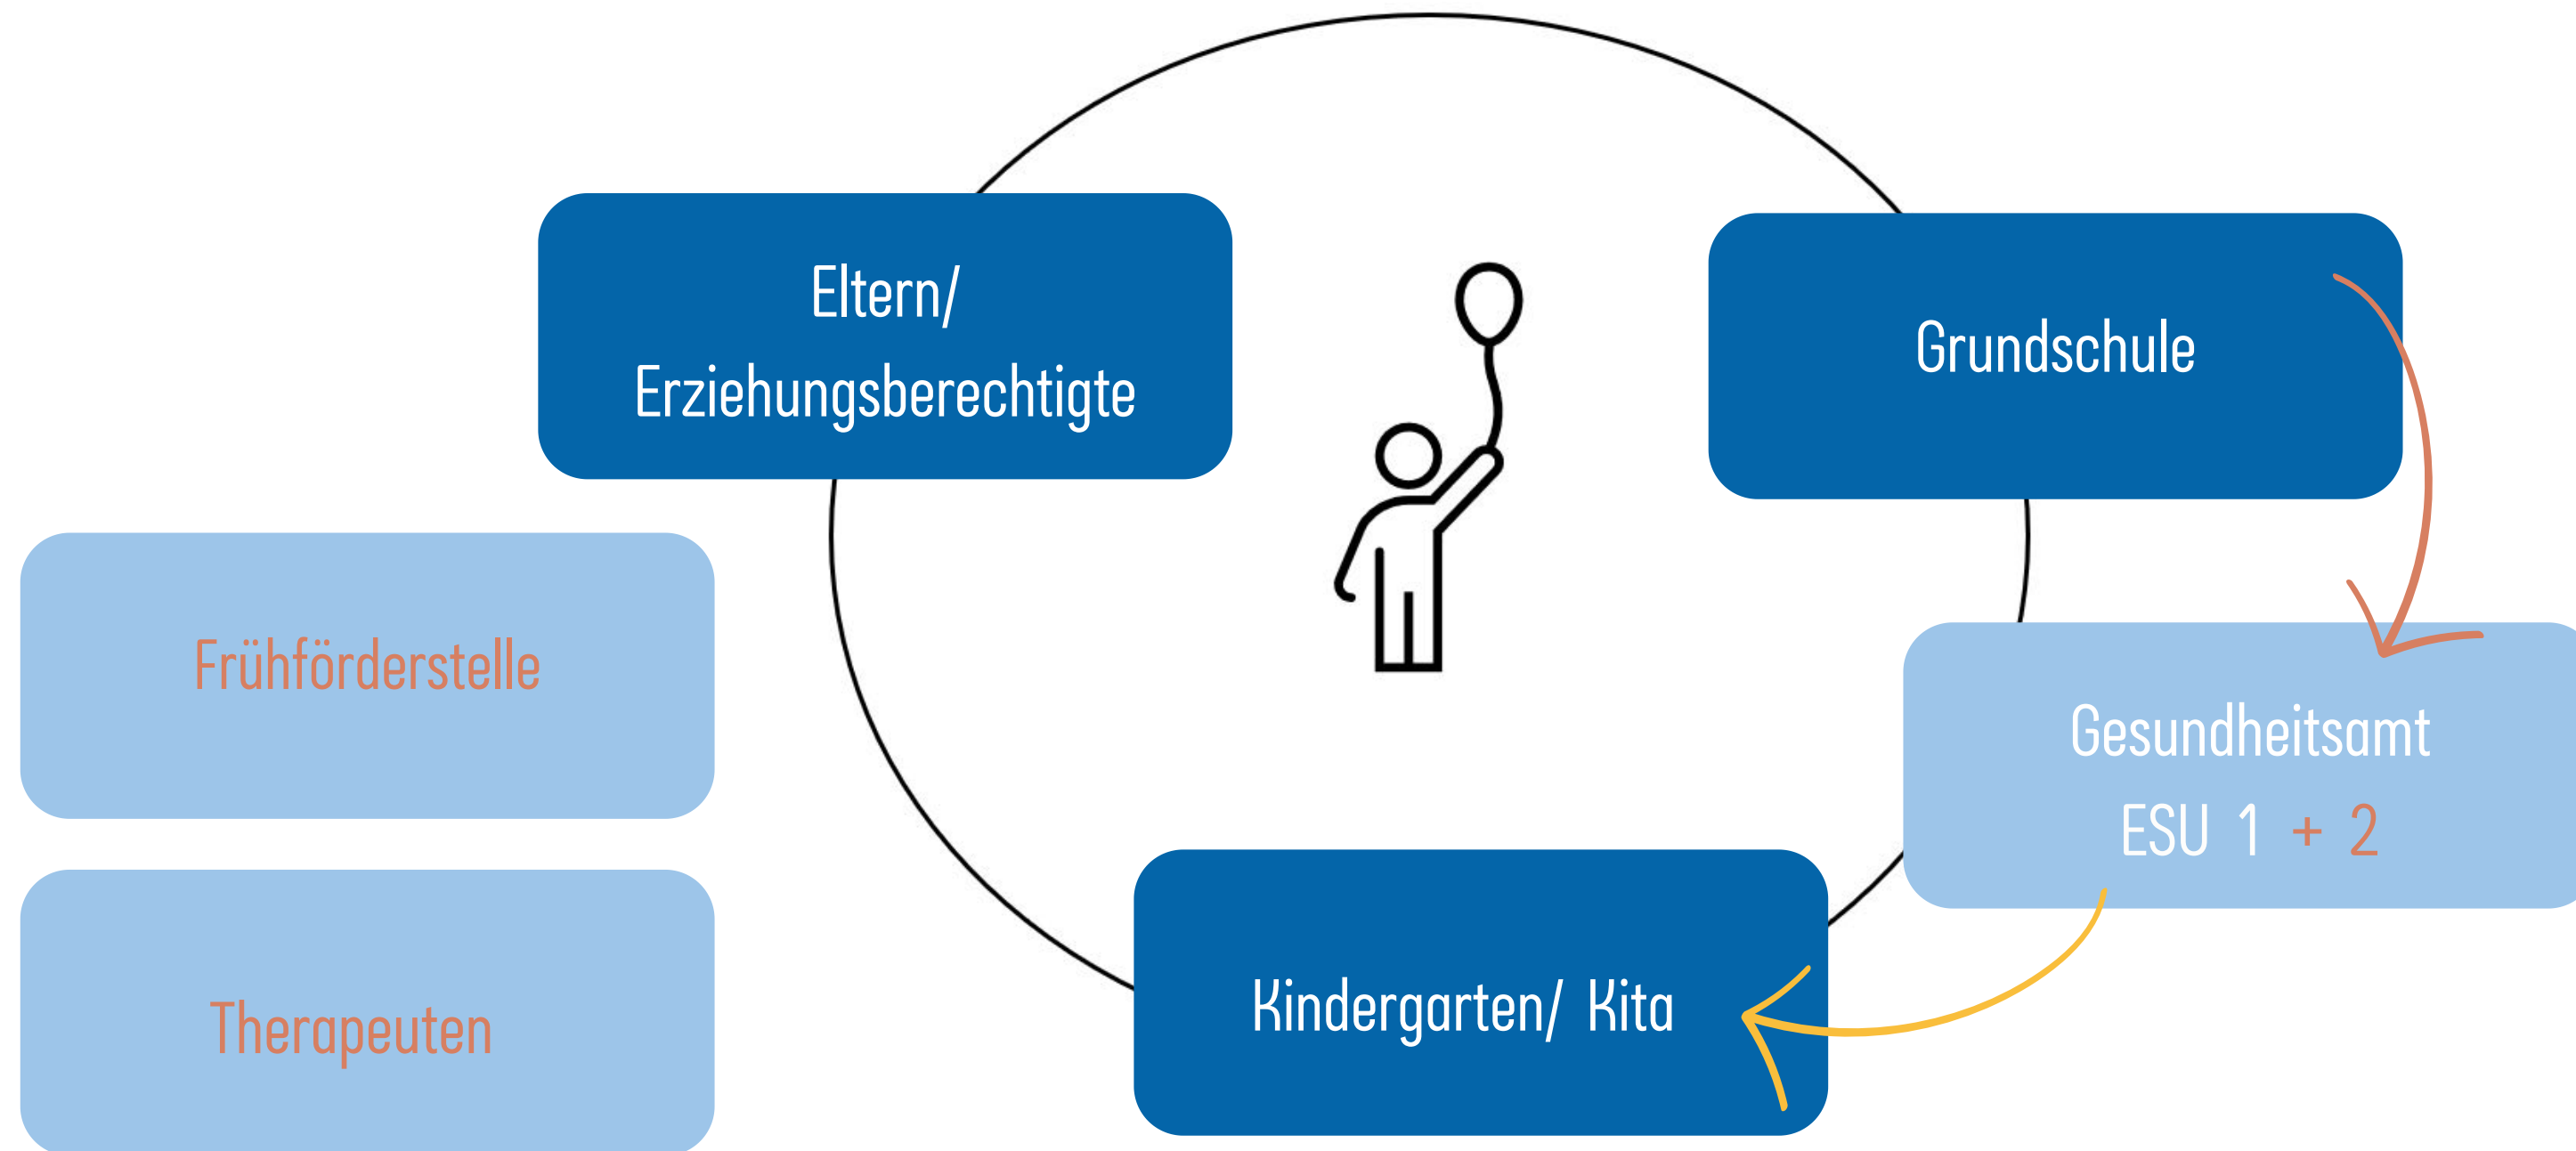 Eltern/
Erziehungsberechtigte
Grundschule
Frühförderstelle
Gesundheitsamt
ESU 1 + 2
Therapeuten
Kindergarten/ Kita